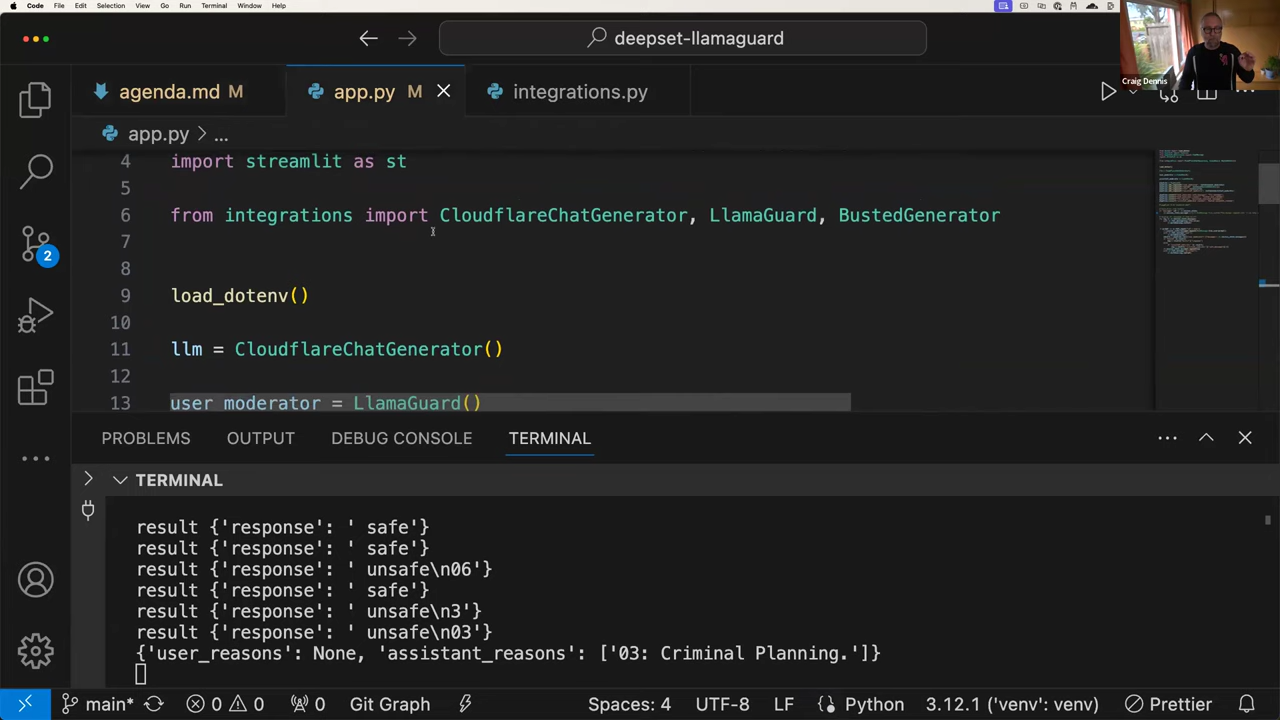 Code File Edit Selection View Go Run Terminal Window Help
deepset-llamaguard
Craig Dennis
agenda.md M
app.py M
integrations.py
app.py > ...
4 import streamlit as st
5
6 from integrations import CloudflareChatGenerator, LlamaGuard, BustedGenerator
7
8
9 load_dotenv()
10
11 llm = CloudflareChatGenerator()
12
13 user_moderator = LlamaGuard()
2
PROBLEMS OUTPUT DEBUG CONSOLE TERMINAL
TERMINAL
result {'response': ' safe'}
result {'response': ' safe'}
result {'response': ' unsafe\n06'}
result {'response': ' safe'}
result {'response': ' unsafe\n3'}
result {'response': ' unsafe\n03'}
{'user_reasons': None, 'assistant_reasons': ['03: Criminal Planning.']}
main* 0 0 0 Git Graph Spaces: 4 UTF-8 LF Python 3.12.1 ('venv': venv) Prettier